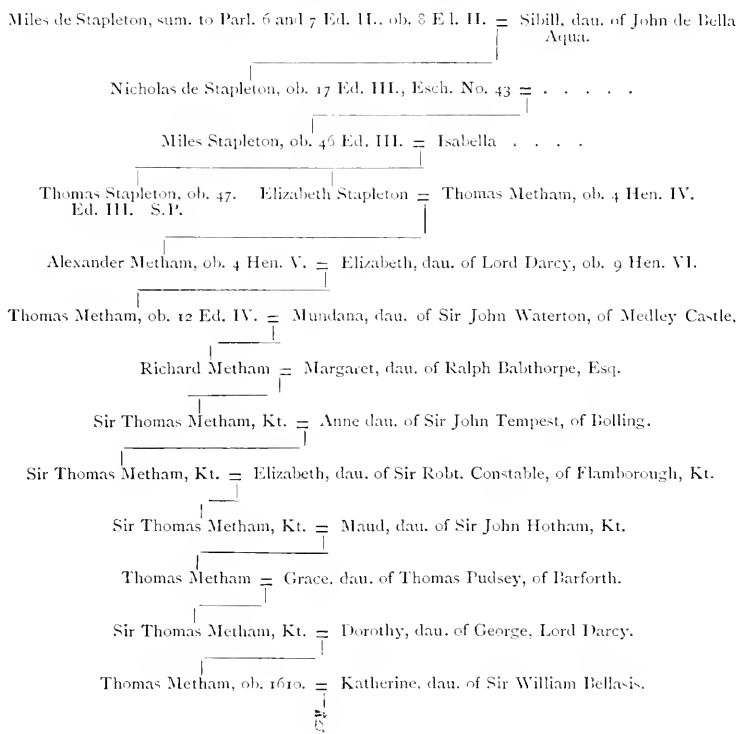 Miles de Stapleton, sum. to Parl. 6 and 7 Ed. II., ob. 8 El. II. = Sibill, dau. of John de Bella
Aqua.
Nicholas de Stapleton, ob. 17 Ed. III., Esch. No. 43 = . . . . .
Miles Stapleton, ob. 46 Ed. III. = Isabella . . . .
Thomas Stapleton, ob. 47. Elizabeth Stapleton = Thomas Metham, ob. 4 Hen. IV.
Ed. III. S.P.
Alexander Metham, ob. 4 Hen. V. = Elizabeth, dau. of Lord Darcy, ob. 9 Hen. VI.
Thomas Metham, ob. 12 Ed. IV. = Mundana, dau. of Sir John Waterton, of Medley Castle,
Richard Metham = Margaret, dau. of Ralph Babthorpe, Esq.
Sir Thomas Metham, Kt. = Anne dau. of Sir John Tempest, of Bolling.
Sir Thomas Metham, Kt. = Elizabeth, dau. of Sir Robt. Constable, of Flamborough, Kt.
Sir Thomas Metham, Kt. = Maud, dau. of Sir John Hotham, Kt.
Thomas Metham = Grace. dau. of Thomas Pudsey, of Barforth.
Sir Thomas Metham, Kt. = Dorothy, dau. of George, Lord Darcy.
Thomas Metham, ob. 1610. = Katherine, dau. of Sir William Bellasis.